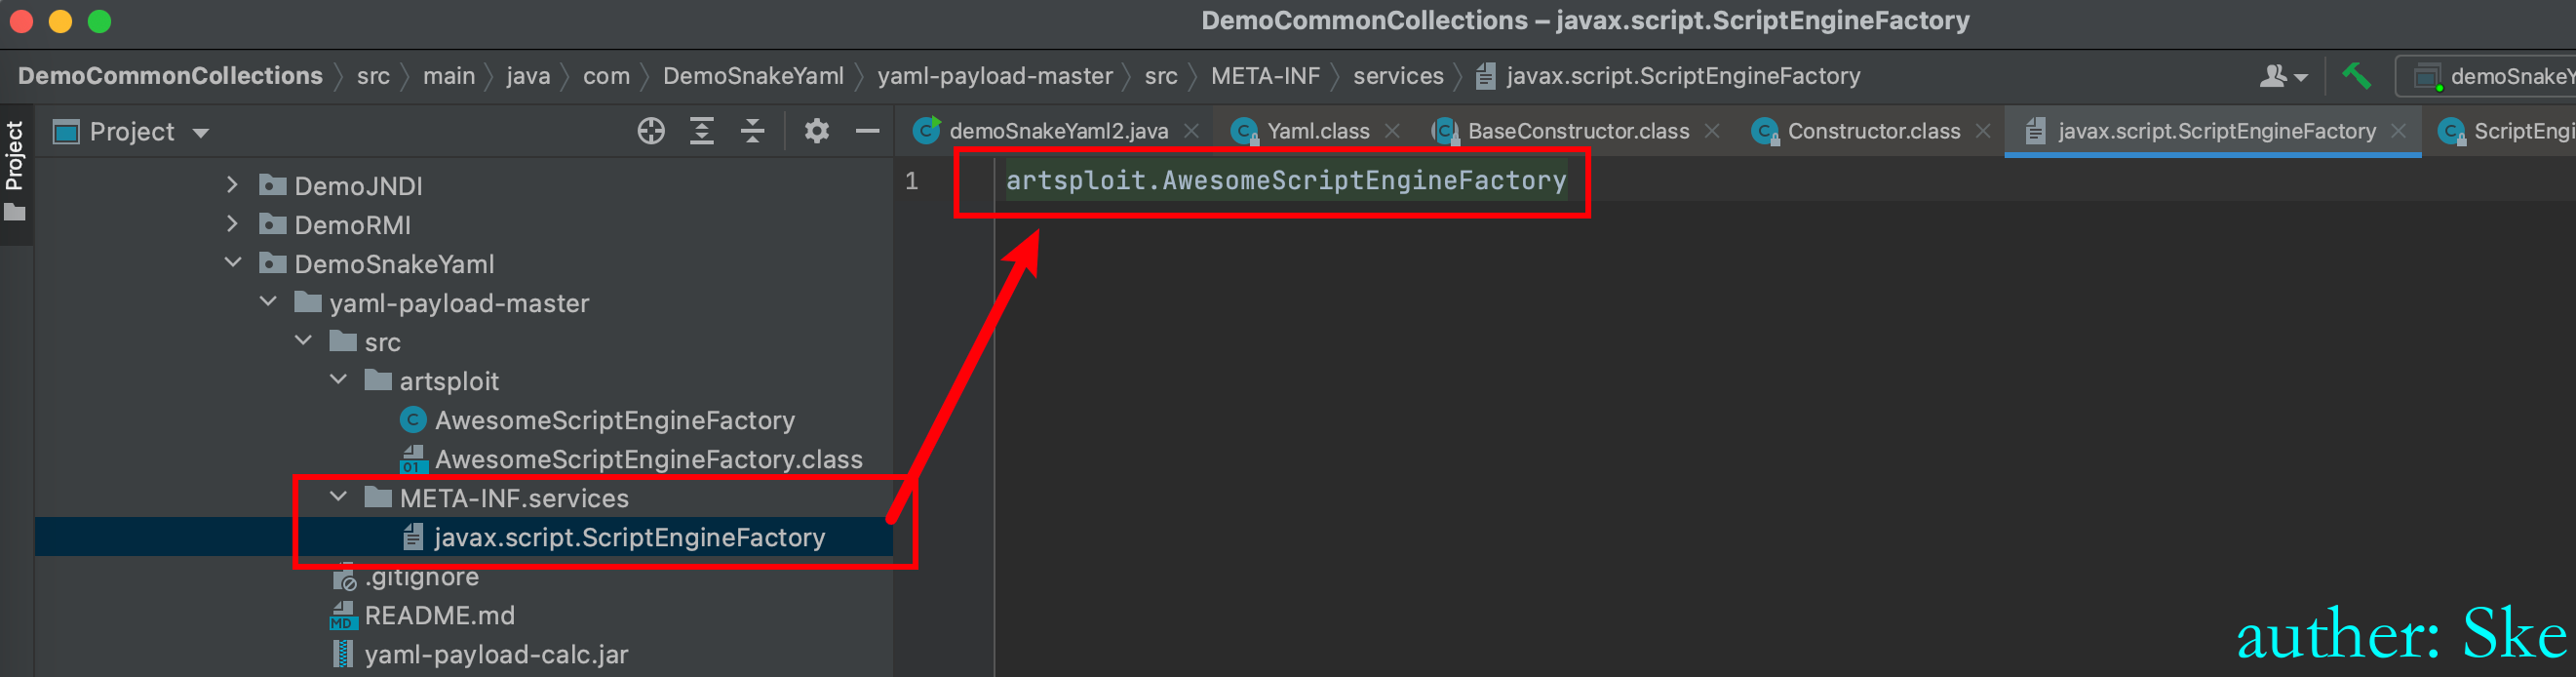 DemoCommonCollections – javax.script.ScriptEngineFactory
DemoCommonCollections src main java com DemoSnakeYaml yaml-payload-master src META-INF services javax.script.ScriptEngineFactory demoSnakeY
Project
Project
demoSnakeYaml2.java Yaml.class BaseConstructor.class Constructor.class javax.script.ScriptEngineFactory ScriptEngi
1 artsploit.AwesomeScriptEngineFactory
DemoJNDI
DemoRMI
DemoSnakeYaml
yaml-payload-master
src
artsploit
AwesomeScriptEngineFactory
AwesomeScriptEngineFactory.class
META-INF.services
javax.script.ScriptEngineFactory
.gitignore
README.md
yaml-payload-calc.jar
auther: Ske